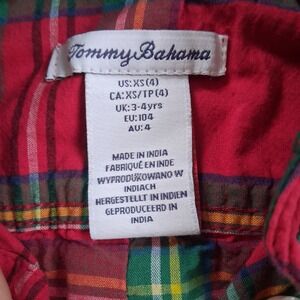 Tommy Bahama
US: XS (4)
CA: XS/TP (4)
UK: 3-4yrs
EU: 104
AU: 4
MADE IN INDIA
FABRIQUÉ EN INDE
WYPRODUKOWANO W
INDIACH
HERGESTELLT IN INDIEN
GEPRODUCEERD IN
INDIA